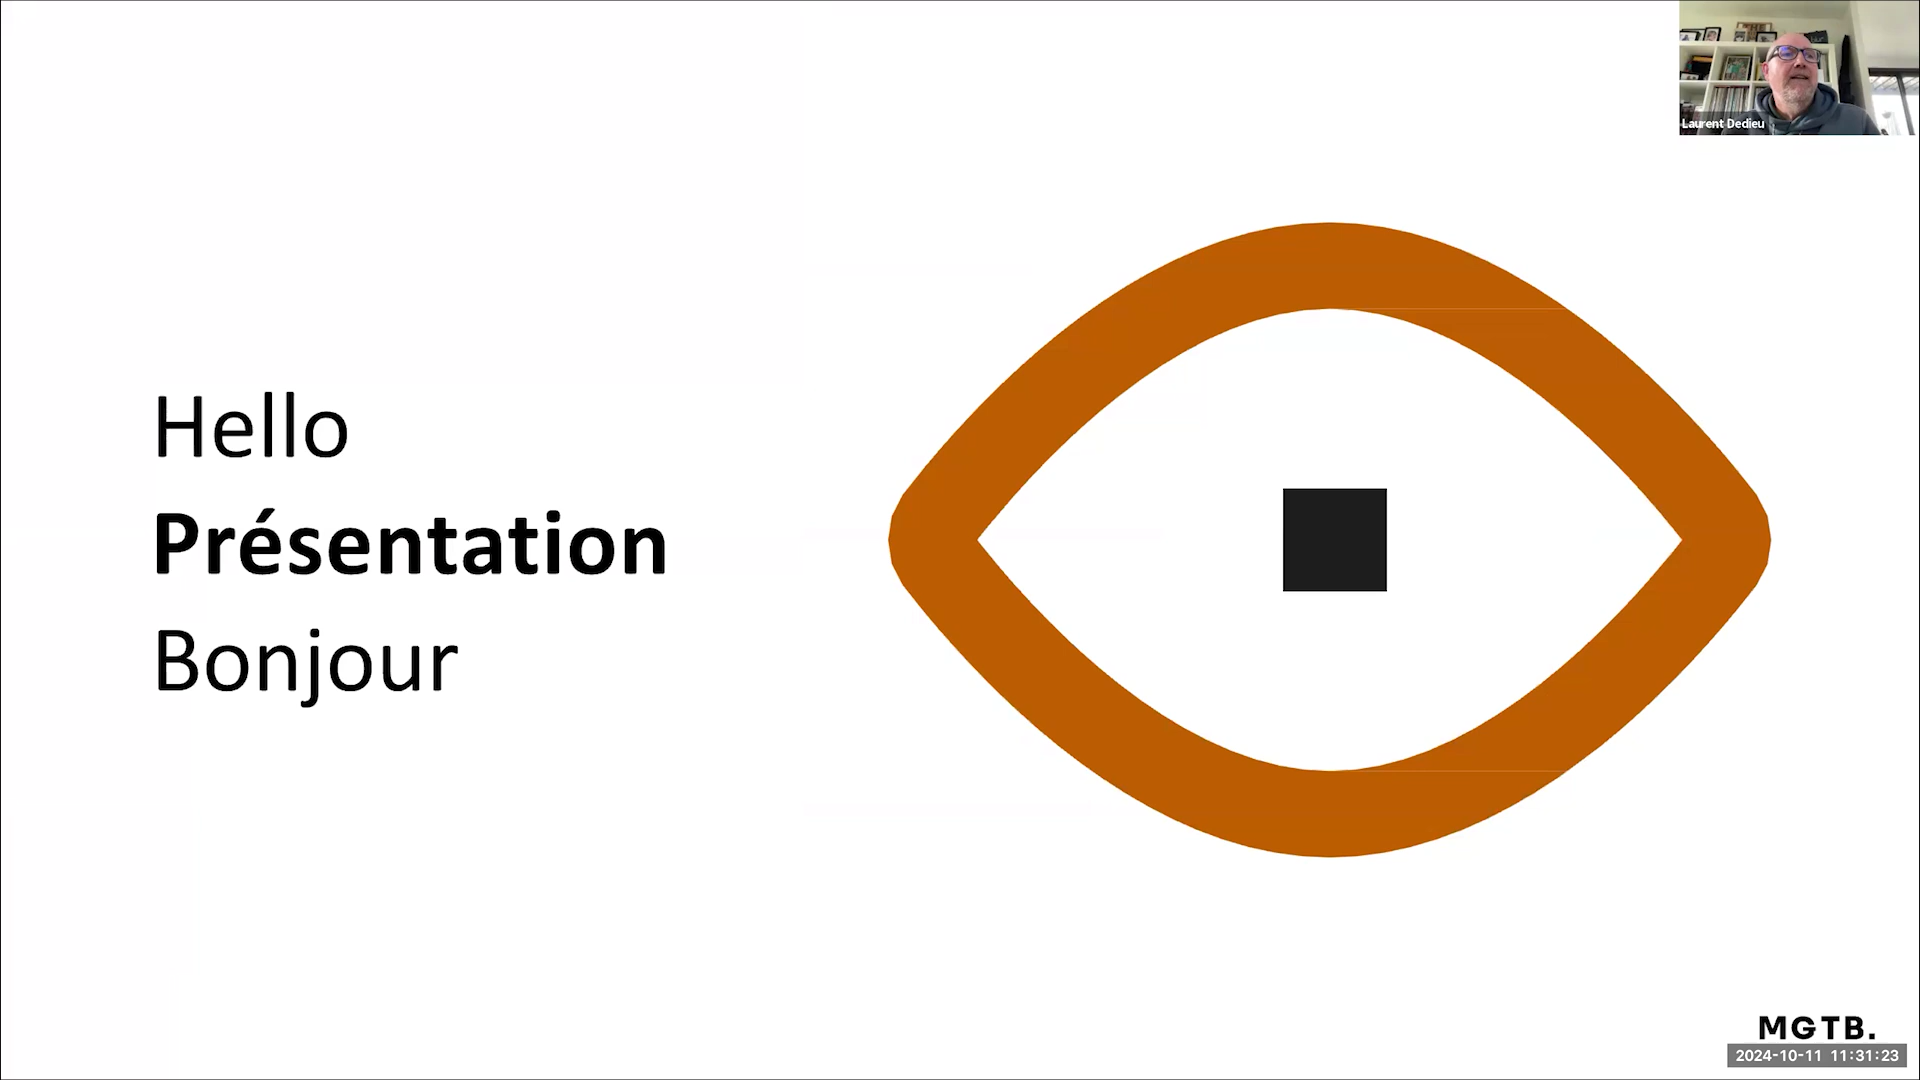 Laurent Dedieu
Hello
Présentation
Bonjour
MGTB.
2024-10-11 11:31:23